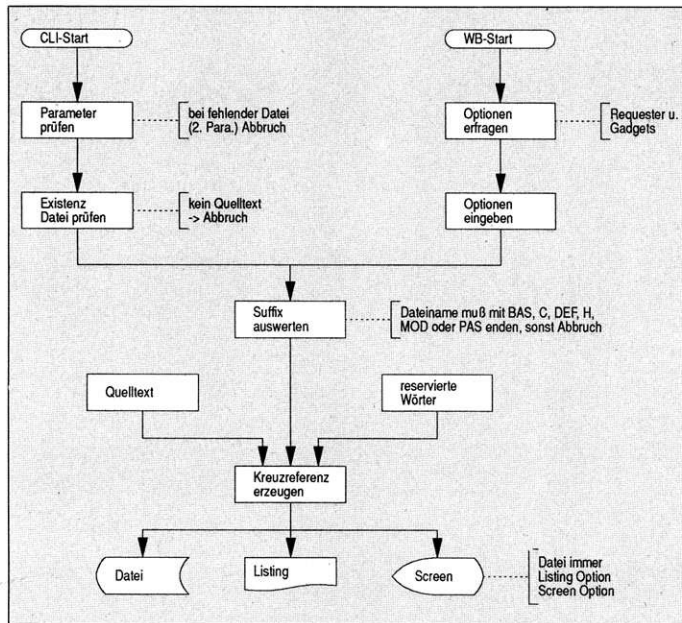 CLI-Start
WB-Start
Parameter
prüfen
bei fehlender Datei
(2. Para.) Abbruch
Optionen
erfragen
Requester u.
Gadgets
Existenz
Datei prüfen
kein Quelltext
-> Abbruch
Optionen
eingeben
Suffix
auswerten
Dateiname muß mit BAS, C, DEF, H,
MOD oder PAS enden, sonst Abbruch
Quelltext
reservierte
Wörter
Kreuzreferenz
erzeugen
Datei
Listing
Screen
Datei immer
Listing Option
Screen Option